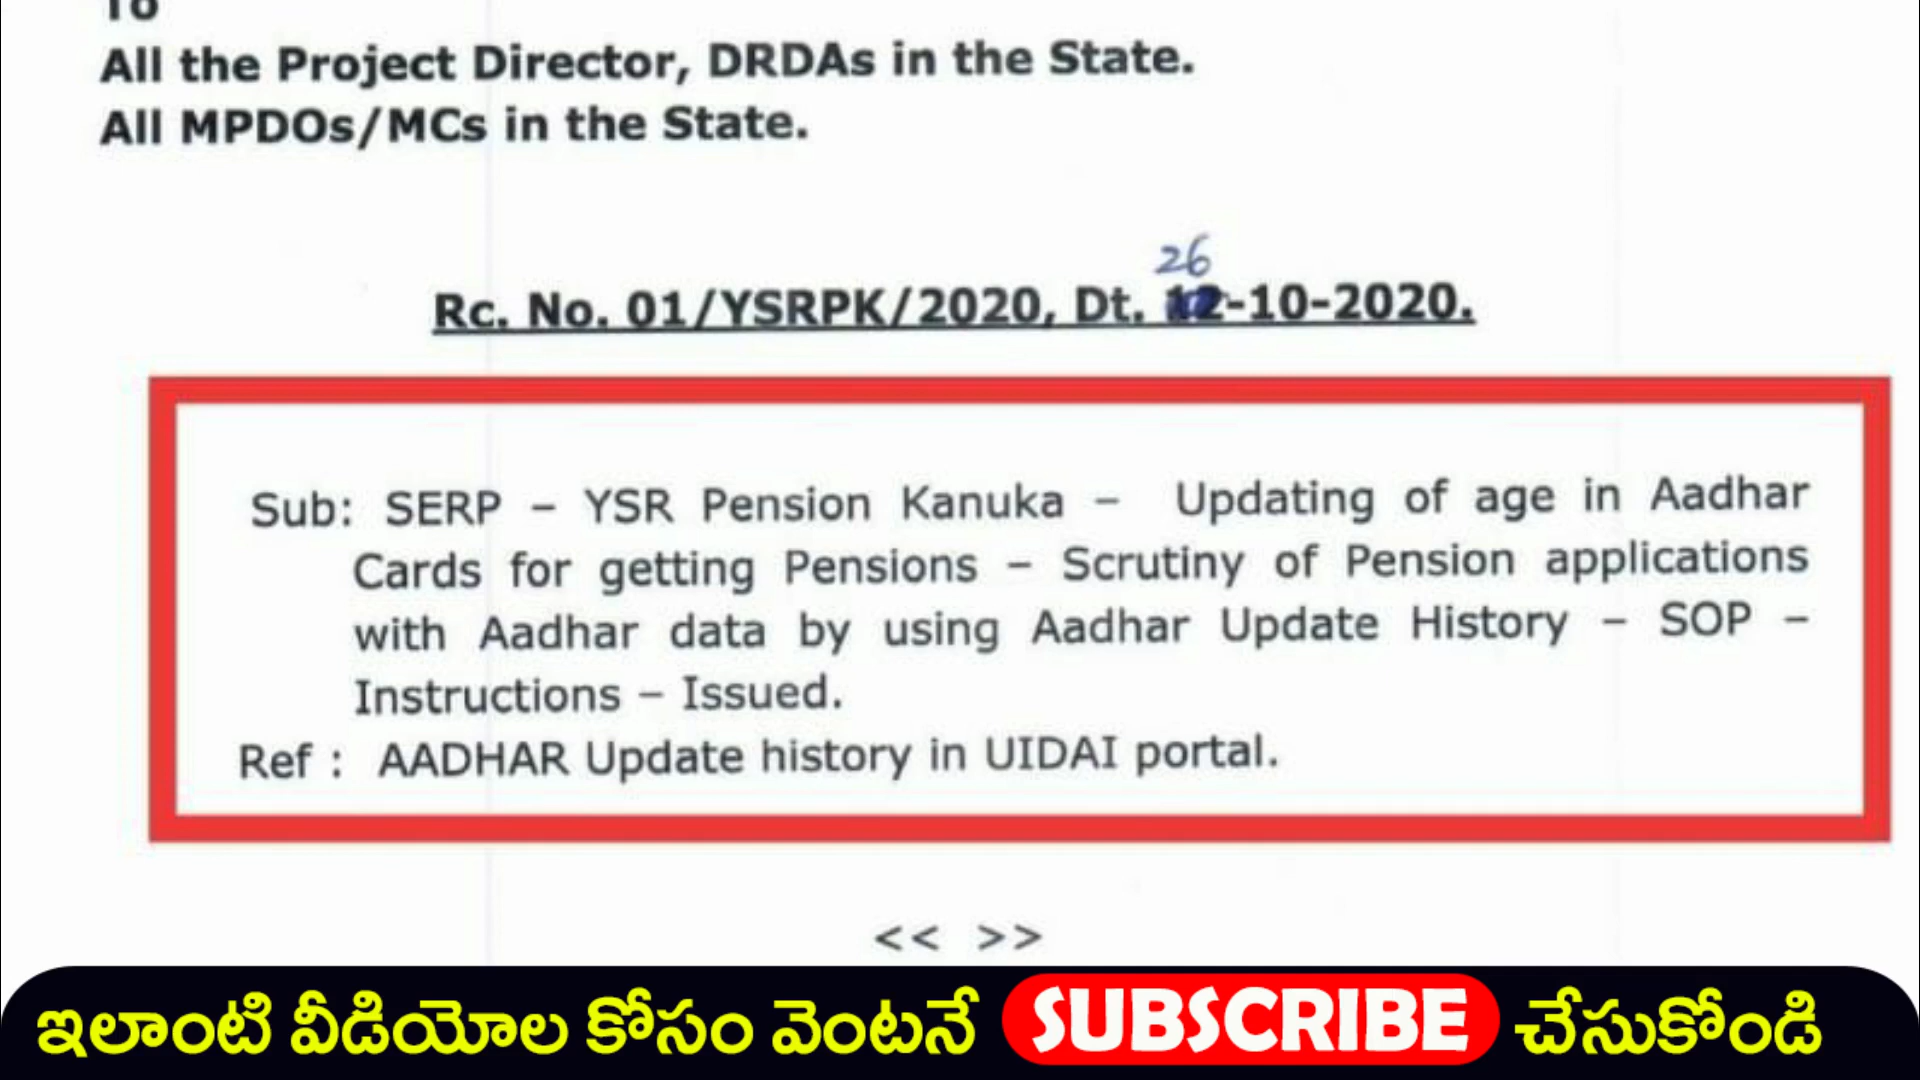 To
All the Project Director, DRDAs in the State.
All MPDOs/MCs in the State.
26
Rc. No. 01/YSRPK/2020, Dt. 12-10-2020.
Sub: SERP – YSR Pension Kanuka – Updating of age in Aadhar
Cards for getting Pensions – Scrutiny of Pension applications
with Aadhar data by using Aadhar Update History – SOP –
Instructions – Issued.
Ref : AADHAR Update history in UIDAI portal.
<< >>
ఇలాంటి వీడియోల కోసం వెంటనే SUBSCRIBE చేసుకోండి